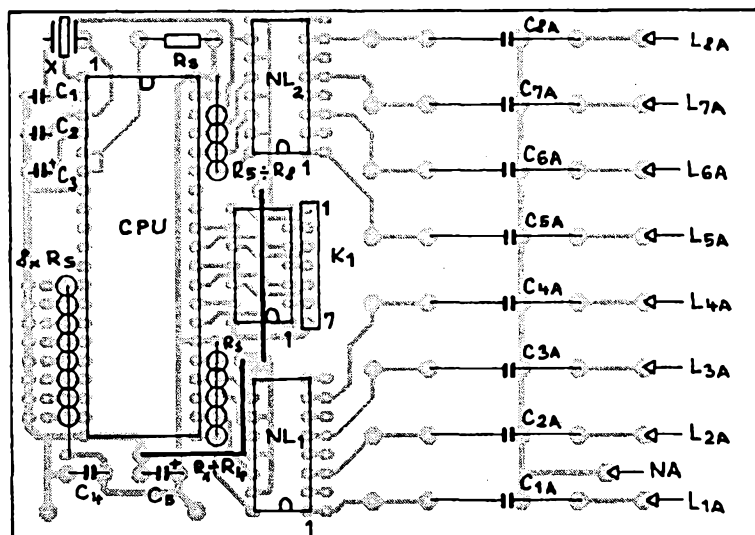 C8A L8A
X 1 R3 NL2
C1 C7A L7A
C2
C3 C6A L6A
R5÷R8 1
CPU 1 C5A L5A
8x R5 K1
C4A L4A
7
1
C3A L3A
NL1 C2A L2A
R1÷R4 NA
C4 C5 C1A L1A
1